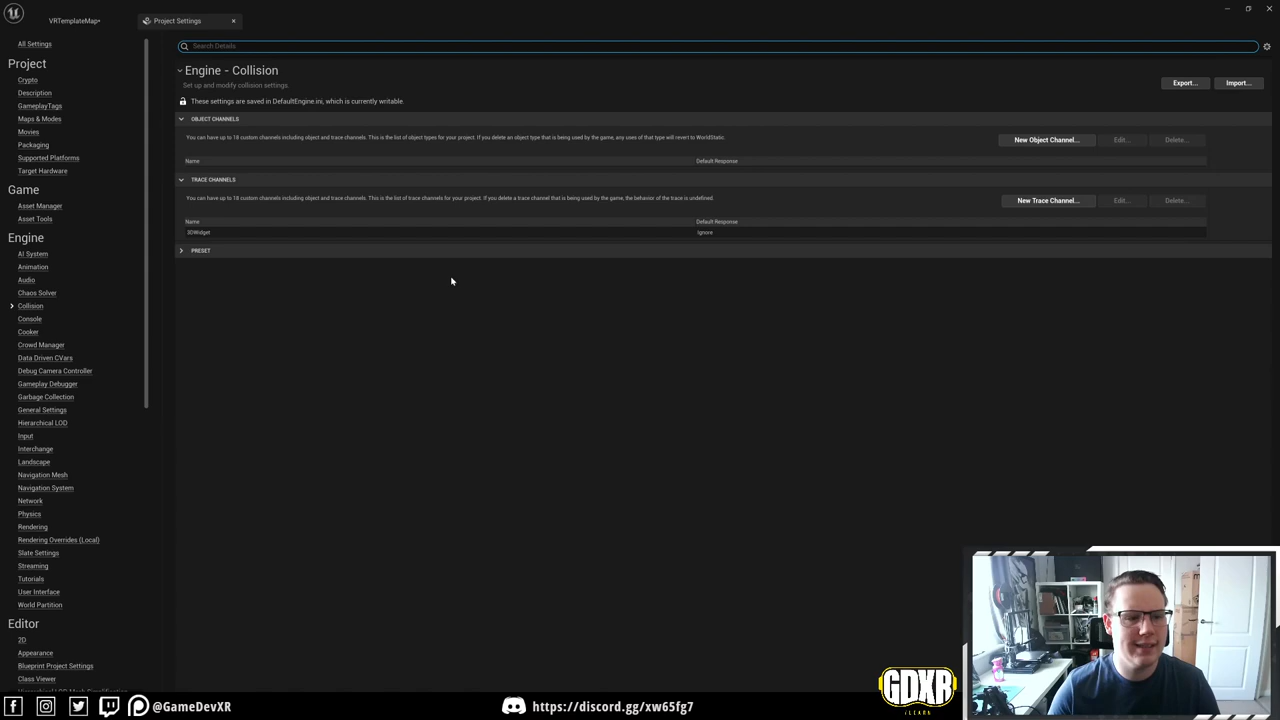 VRTemplateMap*
Project Settings
Search Details
All Settings
Project
Crypto
Description
GameplayTags
Maps & Modes
Movies
Packaging
Supported Platforms
Target Hardware
Game
Asset Manager
Asset Tools
Engine
AI System
Animation
Audio
Chaos Solver
Collision
Console
Cooker
Crowd Manager
Data Driven CVars
Debug Camera Controller
Gameplay Debugger
Garbage Collection
General Settings
Hierarchical LOD
Input
Interchange
Landscape
Navigation Mesh
Navigation System
Network
Physics
Rendering
Rendering Overrides (Local)
Slate Settings
Streaming
Tutorials
User Interface
World Partition
Editor
2D
Appearance
Blueprint Project Settings
Class Viewer
Engine - Collision
Set up and modify collision settings.
Export...
Import...
These settings are saved in DefaultEngine.ini, which is currently writable.
OBJECT CHANNELS
You can have up to 18 custom channels including object and trace channels. This is the list of object types for your project. If you delete an object type that is being used by the game, any uses of that type will revert to WorldStatic.
New Object Channel...
Edit...
Delete...
Name
Default Response
TRACE CHANNELS
You can have up to 18 custom channels including object and trace channels. This is the list of trace channels for your project. If you delete a trace channel that is being used by the game, the behavior of the trace is undefined.
New Trace Channel...
Edit...
Delete...
Name
Default Response
3DWidget
Ignore
PRESET
GDXR
@GameDevXR
https://discord.gg/xw65fg7